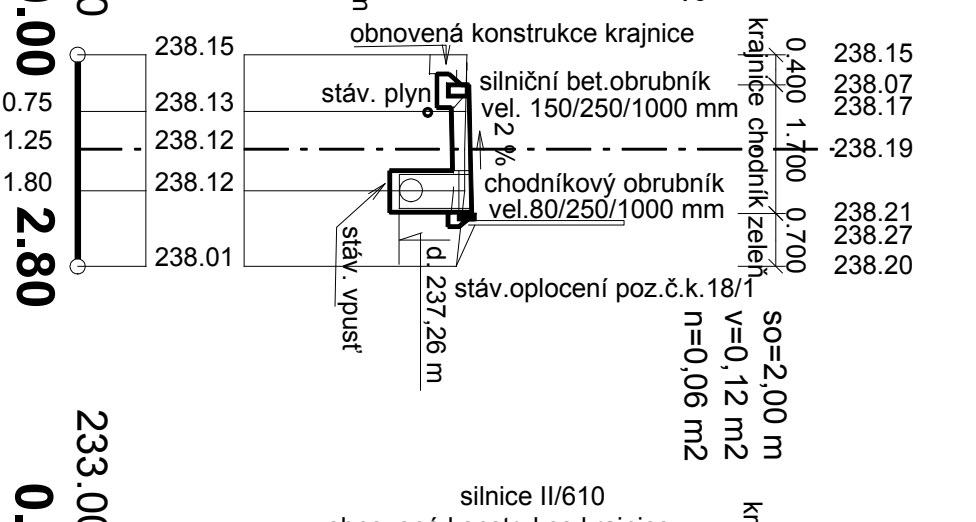 obnovená konstrukce krajnice
238.15
stáv. plyn
silniční bet.obrubník
vel. 150/250/1000 mm
0.75
238.13
1.25
238.12
2 %
1.80
238.12
chodníkový obrubník
vel.80/250/1000 mm
2.80
238.01
stáv. vpusť
d. 237,26 m
stáv.oplocení poz.č.k.18/1
krajnice chodník zeleň
0.400 1.700 0.700
238.15
238.07
238.17
238.19
238.21
238.27
238.20
so=2,00 m
v=0,12 m2
n=0,06 m2
silnice II/610